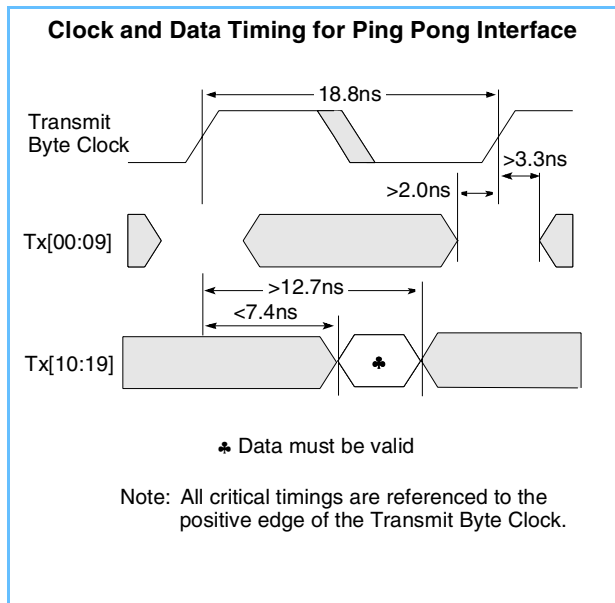 Clock and Data Timing for Ping Pong Interface
18.8ns
Transmit
Byte Clock
>3.3ns
>2.0ns
Tx[00:09]
>12.7ns
<7.4ns
Tx[10:19]
♣
♣ Data must be valid
Note: All critical timings are referenced to the
positive edge of the Transmit Byte Clock.